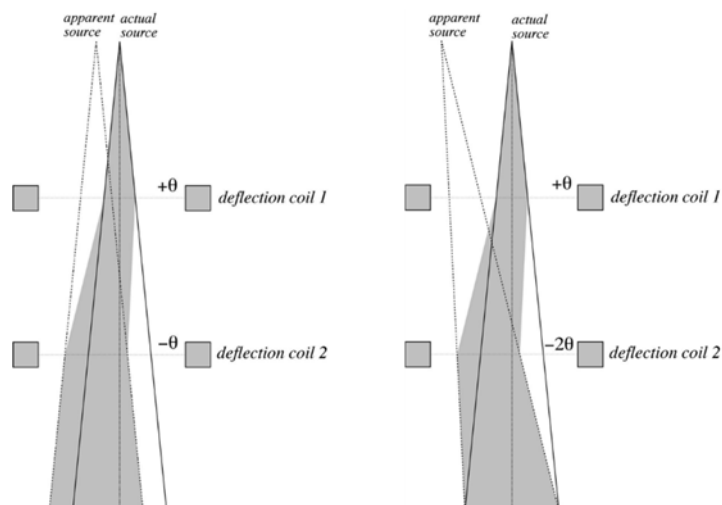 apparent
source
actual
source
+θ
deflection coil 1
−θ
deflection coil 2
apparent
source
actual
source
+θ
deflection coil 1
−2θ
deflection coil 2